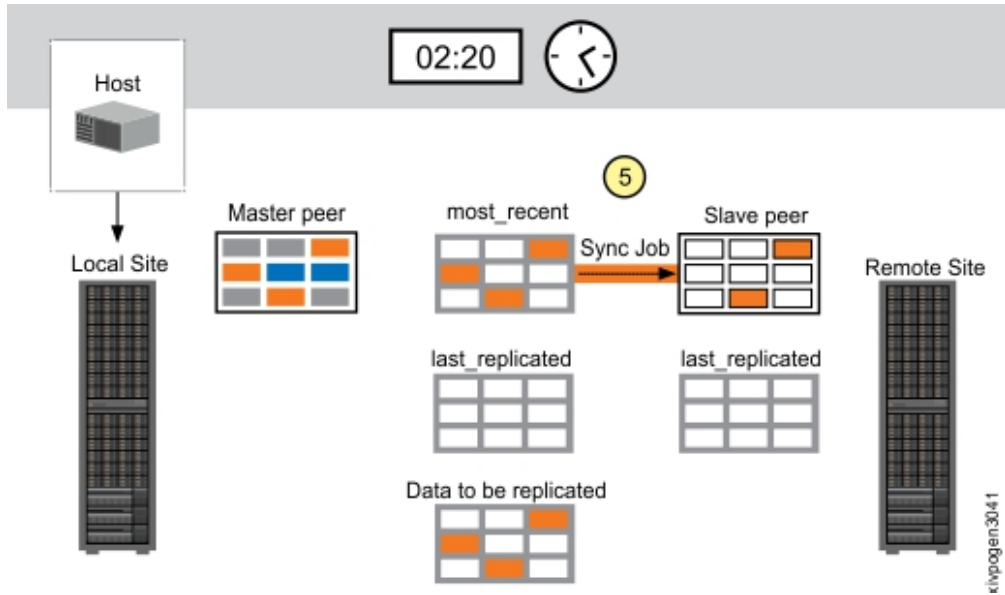 02:20
Host
5
Master peer
most_recent
Slave peer
Sync Job
Local Site
Remote Site
last_replicated
last_replicated
Data to be replicated
xivpogen3041